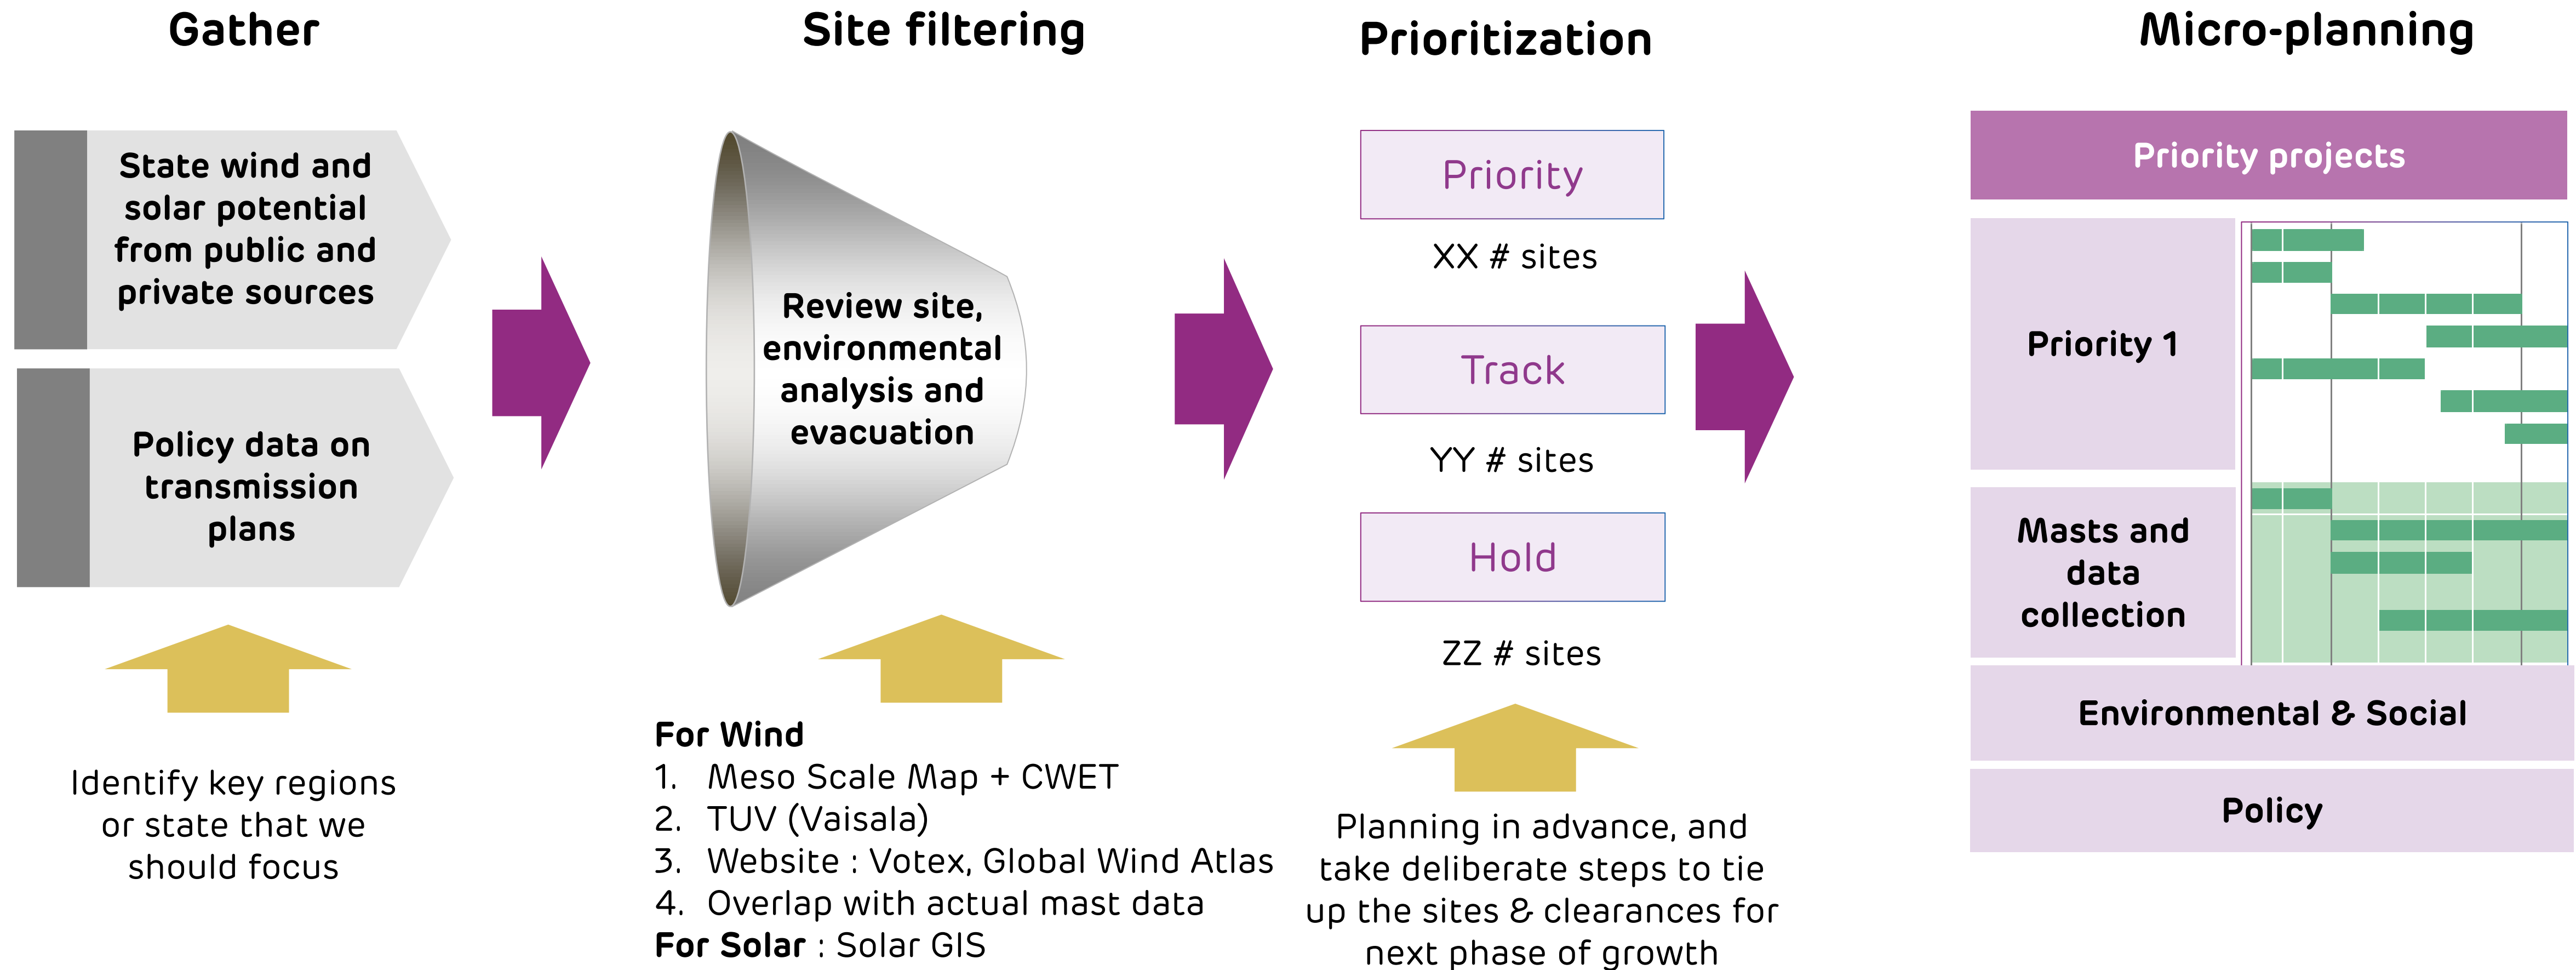 Gather
State wind and
solar potential
from public and
private sources
Policy data on
transmission
plans
Identify key regions
or state that we
should focus
Site filtering
Review site,
environmental
analysis and
evacuation
For Wind
1. Meso Scale Map + CWET
2. TUV (Vaisala)
3. Website : Votex, Global Wind Atlas
4. Overlap with actual mast data
For Solar : Solar GIS
Prioritization
Priority
XX # sites
Track
YY # sites
Hold
ZZ # sites
Planning in advance, and
take deliberate steps to tie
up the sites & clearances for
next phase of growth
Micro-planning
Priority projects
Priority 1
Masts and
data
collection
Environmental & Social
Policy